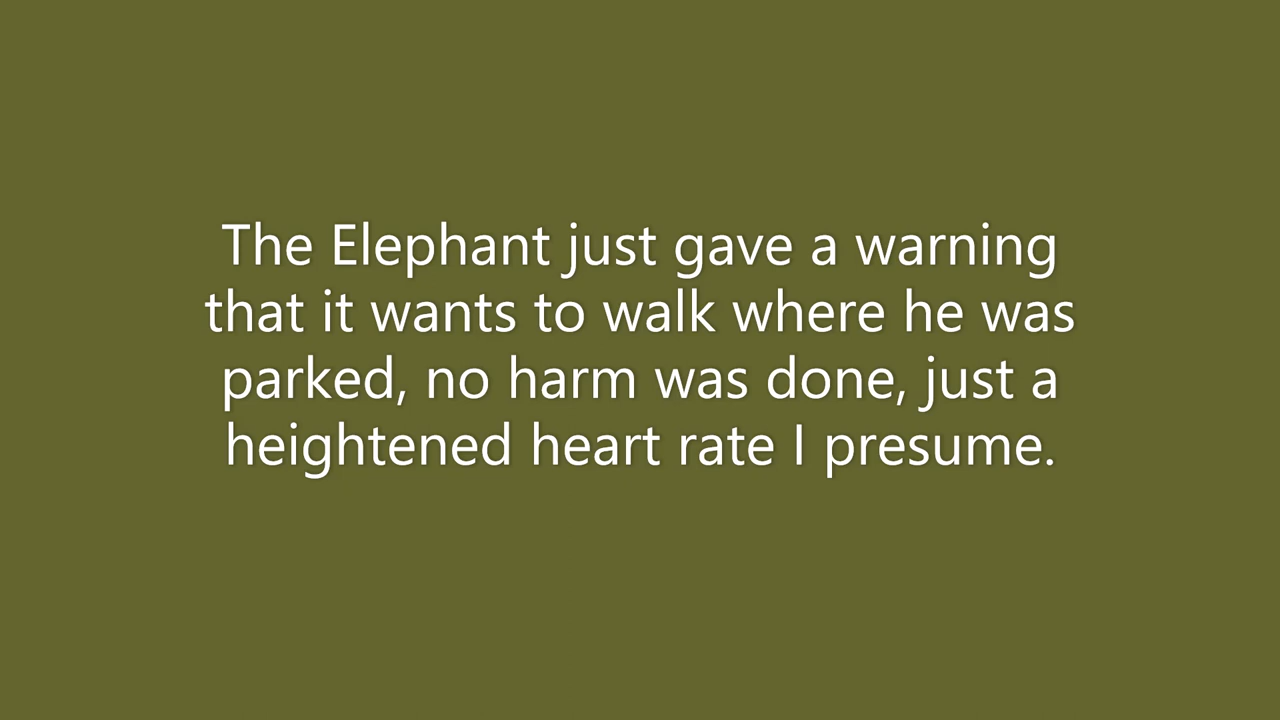 The Elephant just gave a warning
that it wants to walk where he was
parked, no harm was done, just a
heightened heart rate I presume.